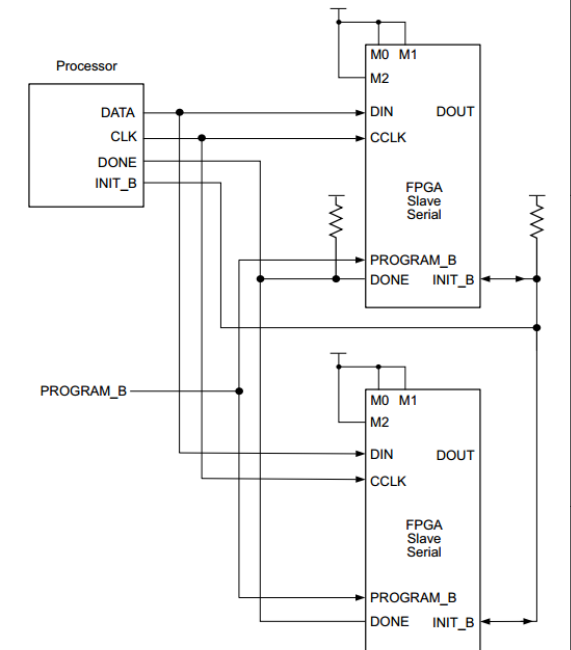 Processor
DATA
CLK
DONE
INIT_B
M0 M1
M2
DIN DOUT
CCLK
FPGA
Slave
Serial
PROGRAM_B
DONE INIT_B
PROGRAM_B
M0 M1
M2
DIN DOUT
CCLK
FPGA
Slave
Serial
PROGRAM_B
DONE INIT_B